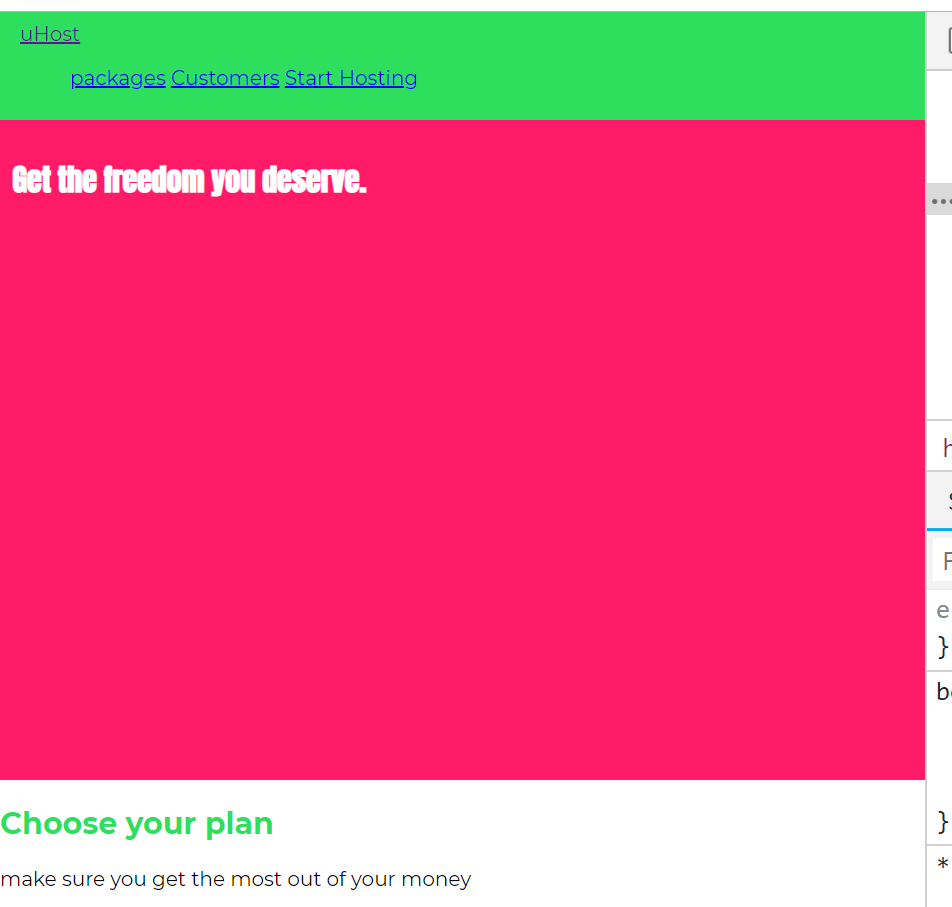 uHost
packages Customers Start Hosting
Get the freedom you deserve.
Choose your plan
make sure you get the most out of your money
}
}
*